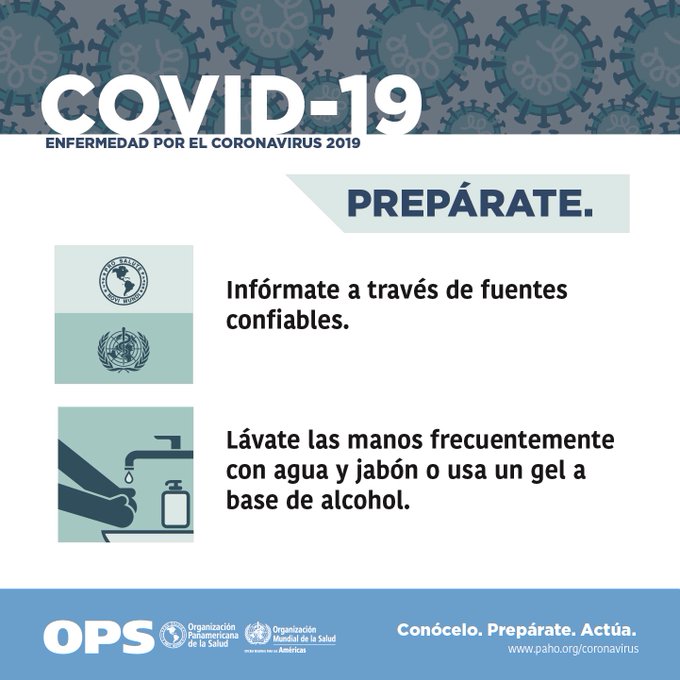 COVID-19
ENFERMEDAD POR EL CORONAVIRUS 2019
PREPÁRATE.
PRO SALUTE
NOVI MUNDI
Infórmate a través de fuentes
confiables.
Lávate las manos frecuentemente
con agua y jabón o usa un gel a
base de alcohol.
OPS
Organización
Panamericana
de la Salud
Organización
Mundial de la Salud
Américas
Conócelo. Prepárate. Actúa.
www.paho.org/coronavirus